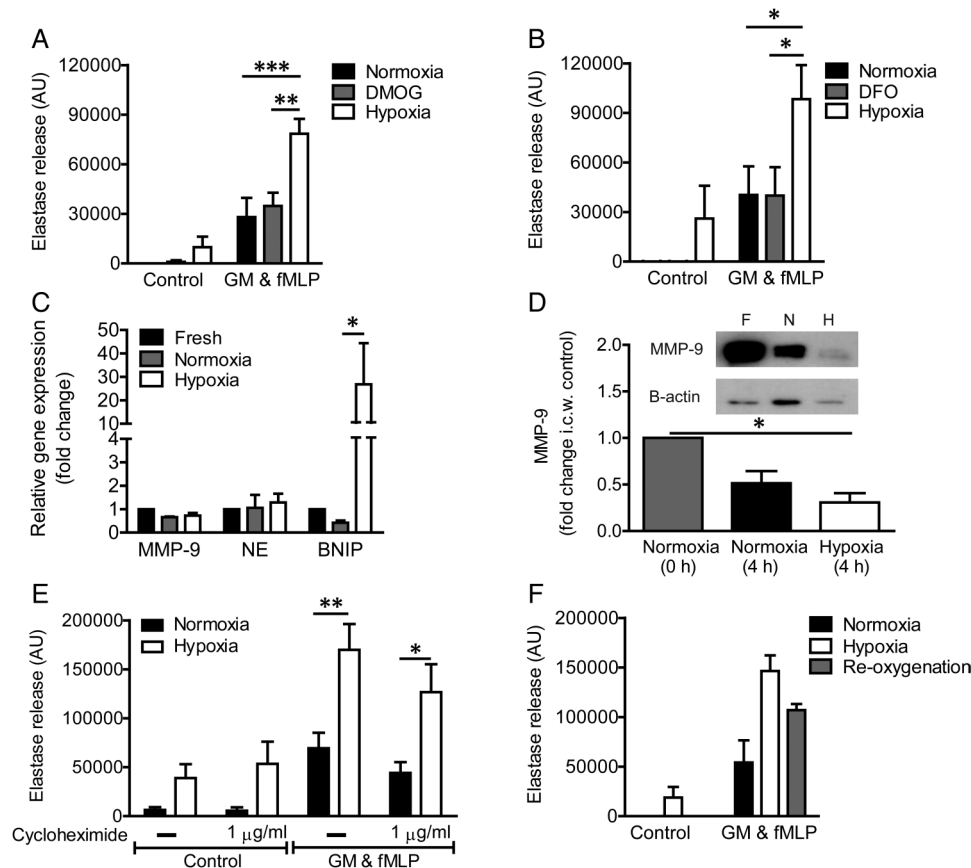 A
Elastase release (AU)
120000
90000
60000
30000
0
***
**
Normoxia
DMOG
Hypoxia
Control
GM & fMLP
B
Elastase release (AU)
120000
90000
60000
30000
0
*
*
Normoxia
DFO
Hypoxia
Control
GM & fMLP
C
Relative gene expression
(fold change)
50
40
30
20
10
4
3
2
1
0
Fresh
Normoxia
Hypoxia
*
MMP-9
NE
BNIP
D
MMP-9
(fold change i.c.w. control)
2.0
1.5
1.0
0.5
0.0
F N H
MMP-9
B-actin
*
Normoxia
(0 h)
Normoxia
(4 h)
Hypoxia
(4 h)
E
Elastase release (AU)
200000
150000
100000
50000
0
Normoxia
Hypoxia
**
*
Cycloheximide
–
1 μg/ml
–
1 μg/ml
Control
GM & fMLP
F
Elastase release (AU)
200000
150000
100000
50000
0
Normoxia
Hypoxia
Re-oxygenation
Control
GM & fMLP